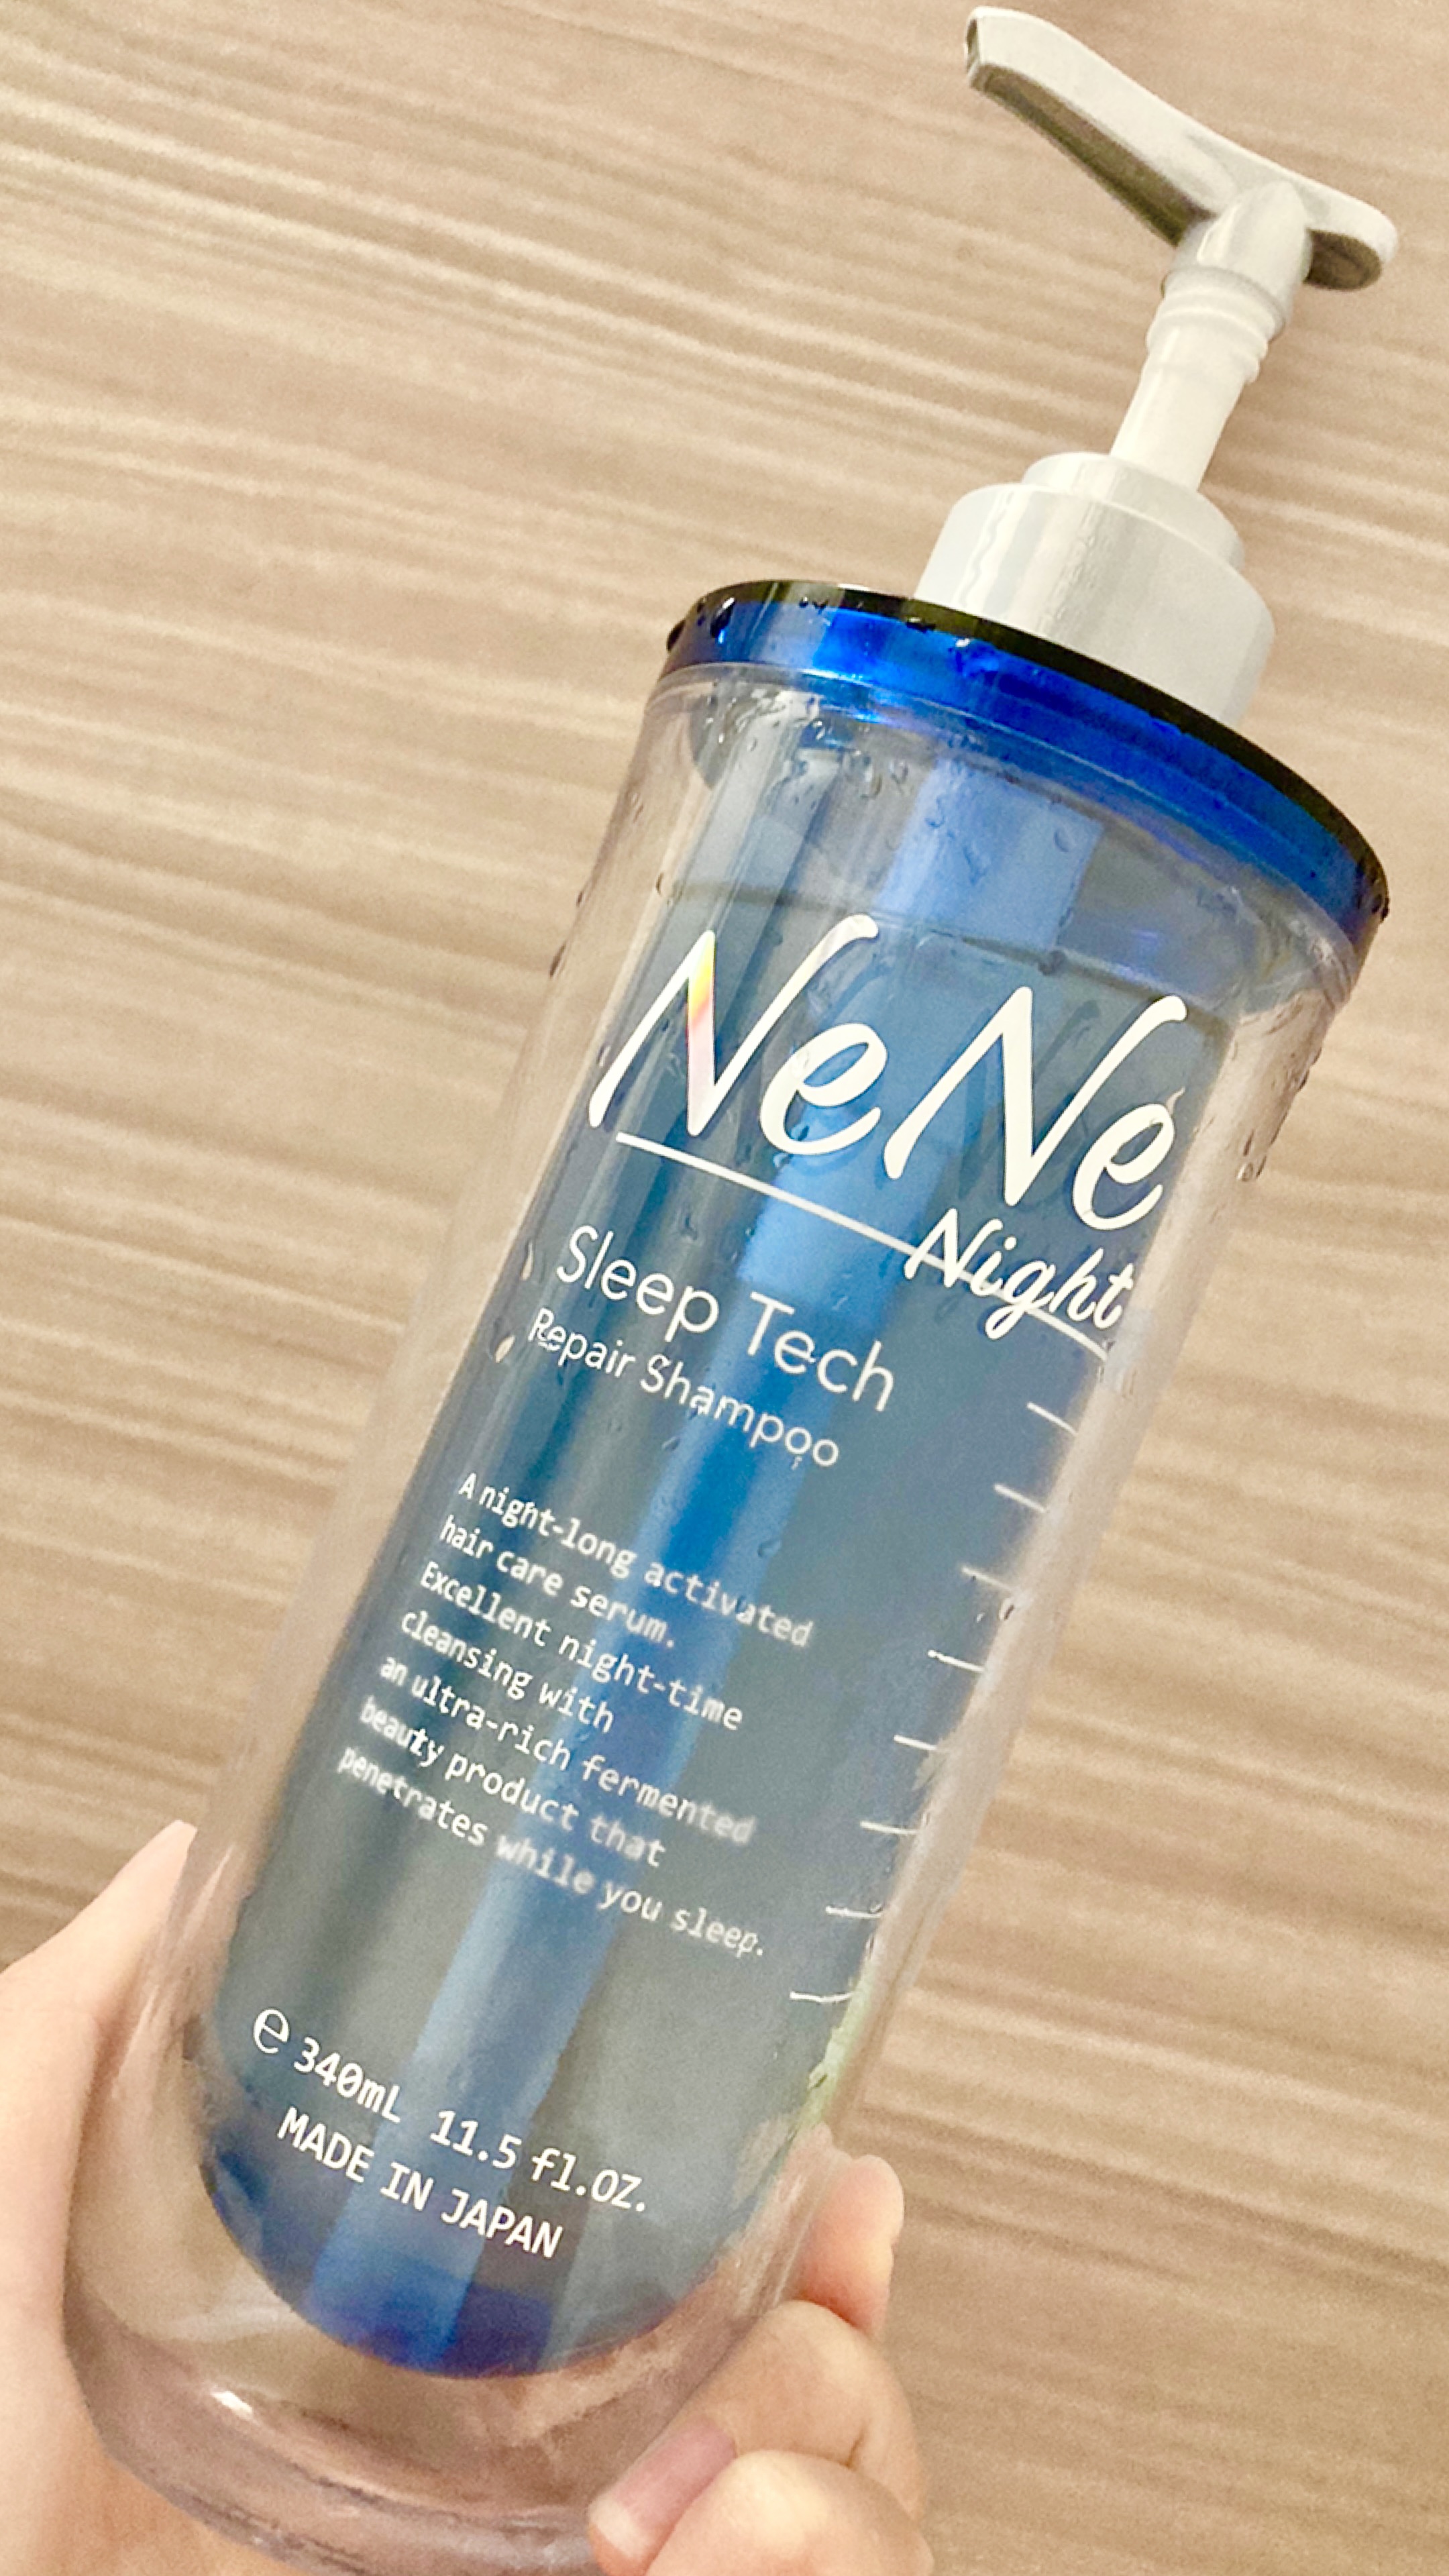 NeNe
Night
Sleep Tech
Repair Shampoo
A night-long activated
hair care serum.
Excellent night-time
cleansing with
an ultra-rich fermented
beauty product that
penetrates while you sleep.
℮ 340mL 11.5 fl.oz.
MADE IN JAPAN